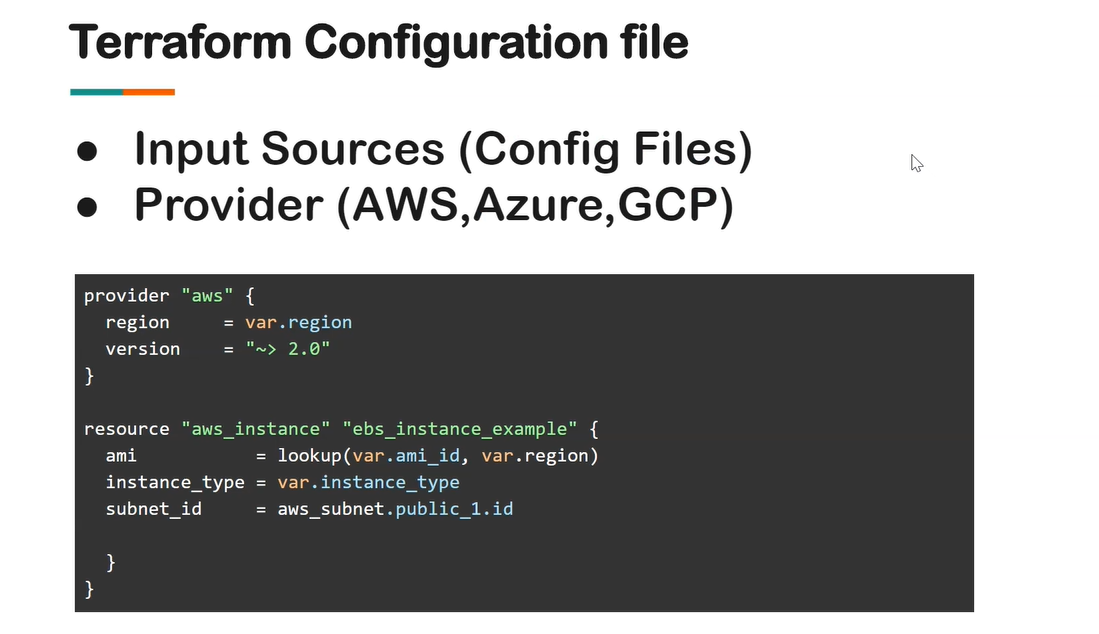 Terraform Configuration file
● Input Sources (Config Files)
● Provider (AWS,Azure,GCP)
provider "aws" {
  region     = var.region
  version    = "~> 2.0"
}
resource "aws_instance" "ebs_instance_example" {
  ami           = lookup(var.ami_id, var.region)
  instance_type = var.instance_type
  subnet_id     = aws_subnet.public_1.id
  }
}